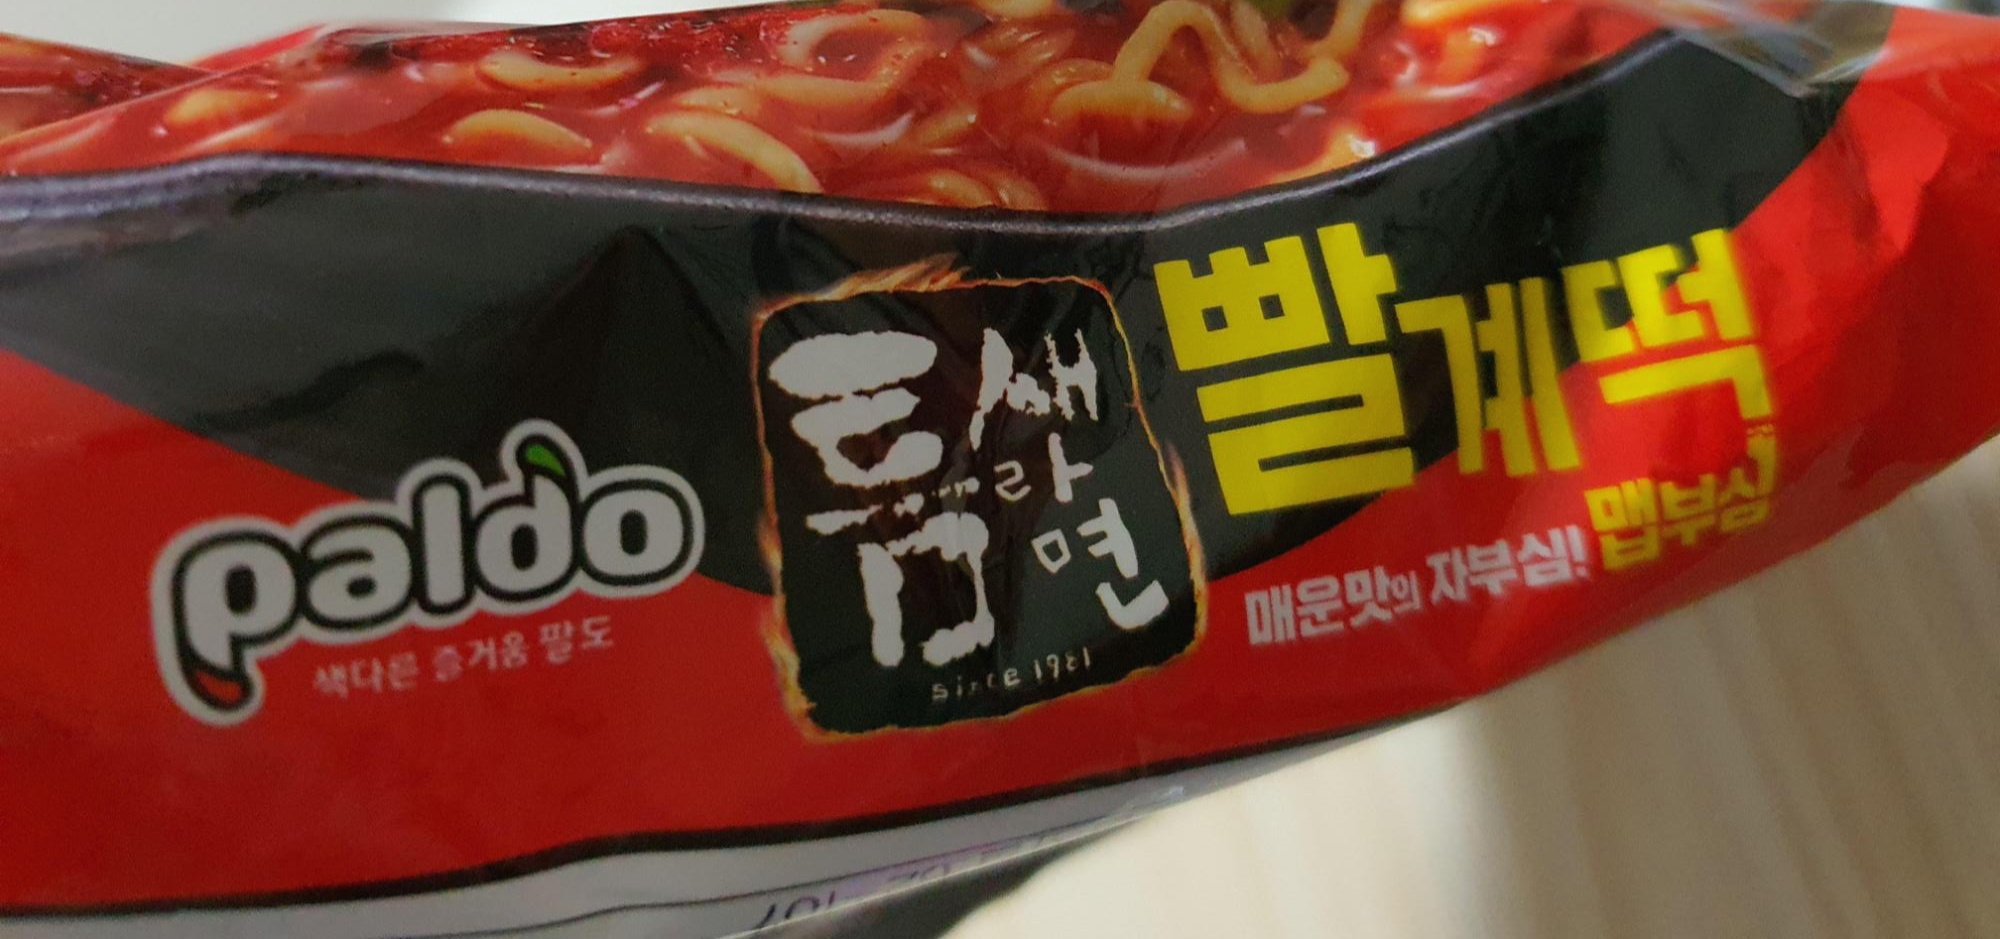 paldo
색다른 즐거움 팔도
틈새
라면
since 1981
빨계떡
매운맛의 자부심! 맵부심